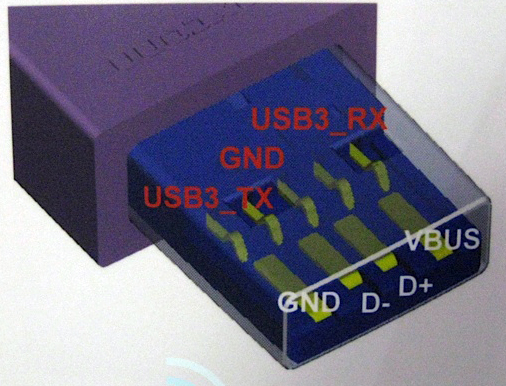 USB3_RX
GND
USB3_TX
VBUS
D+
D-
GND